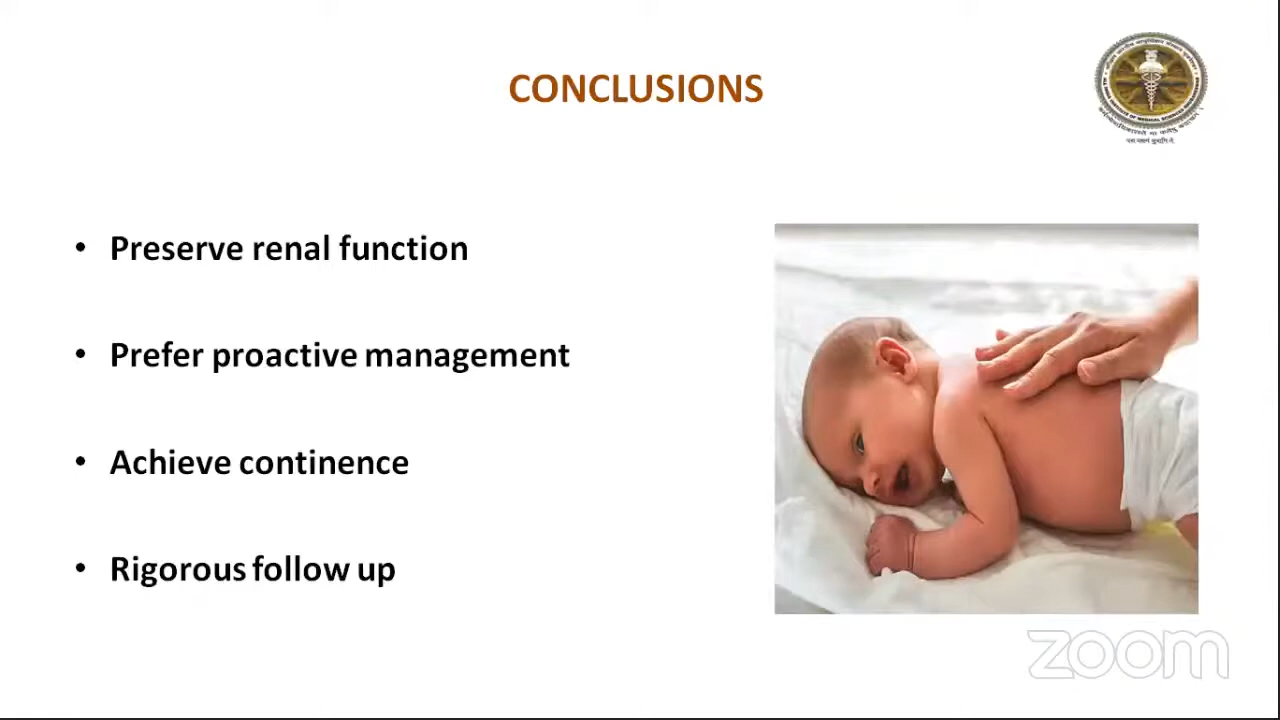 CONCLUSIONS
• Preserve renal function
• Prefer proactive management
• Achieve continence
• Rigorous follow up
zoom